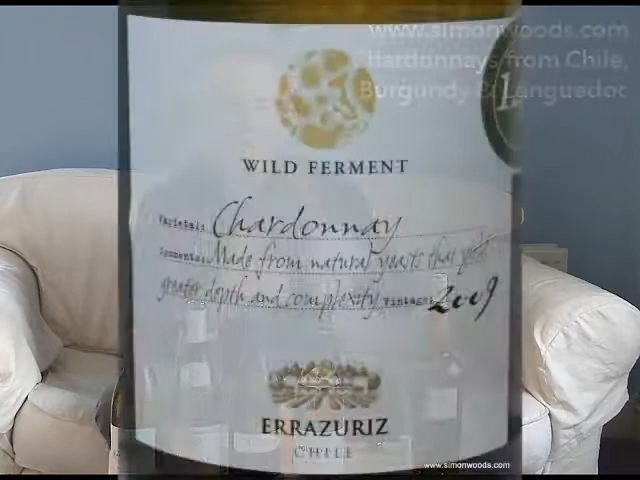 www.simonwoods.com
Hardonnays from Chile,
Burgundy & Languedoc
WILD FERMENT
Varietal: Chardonnay
Comments: Made from natural yeasts that yield
greater depth and complexity Vintage: 2009
ERRAZURIZ
CHILE
www.simonwoods.com